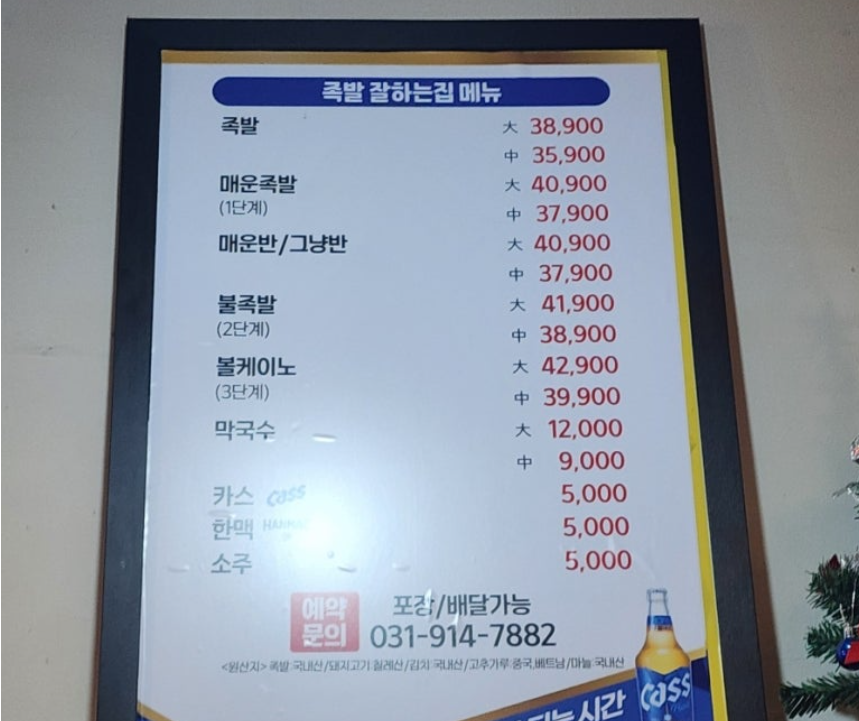 족발 잘하는집 메뉴
족발 大 38,900
中 35,900
매운족발 大 40,900
(1단계) 中 37,900
매운반/그냥반 大 40,900
中 37,900
불족발 大 41,900
(2단계) 中 38,900
볼케이노 大 42,900
(3단계) 中 39,900
막국수 大 12,000
中 9,000
카스 cass 5,000
한맥 5,000
소주 5,000
예약 포장/배달가능
문의 031-914-7882
<원산지> 족발:국내산/돼지고기:칠레산/김치:국내산/고추가루:중국,베트남/마늘:국내산
시간
cass